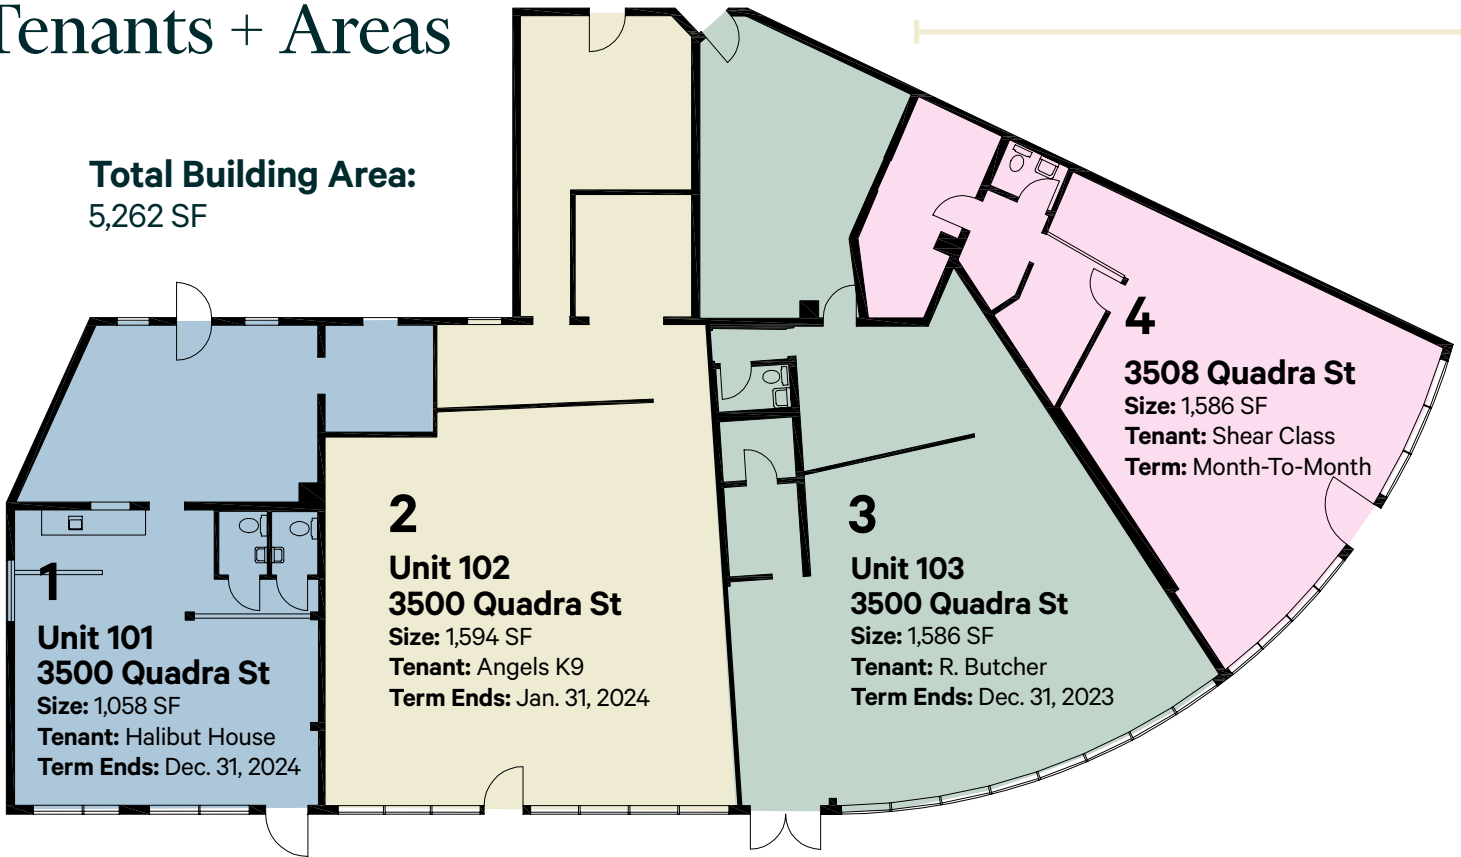 Tenants + Areas
Total Building Area:
5,262 SF
1
Unit 101
3500 Quadra St
Size: 1,058 SF
Tenant: Halibut House
Term Ends: Dec. 31, 2024
2
Unit 102
3500 Quadra St
Size: 1,594 SF
Tenant: Angels K9
Term Ends: Jan. 31, 2024
3
Unit 103
3500 Quadra St
Size: 1,586 SF
Tenant: R. Butcher
Term Ends: Dec. 31, 2023
4
3508 Quadra St
Size: 1,586 SF
Tenant: Shear Class
Term: Month-To-Month